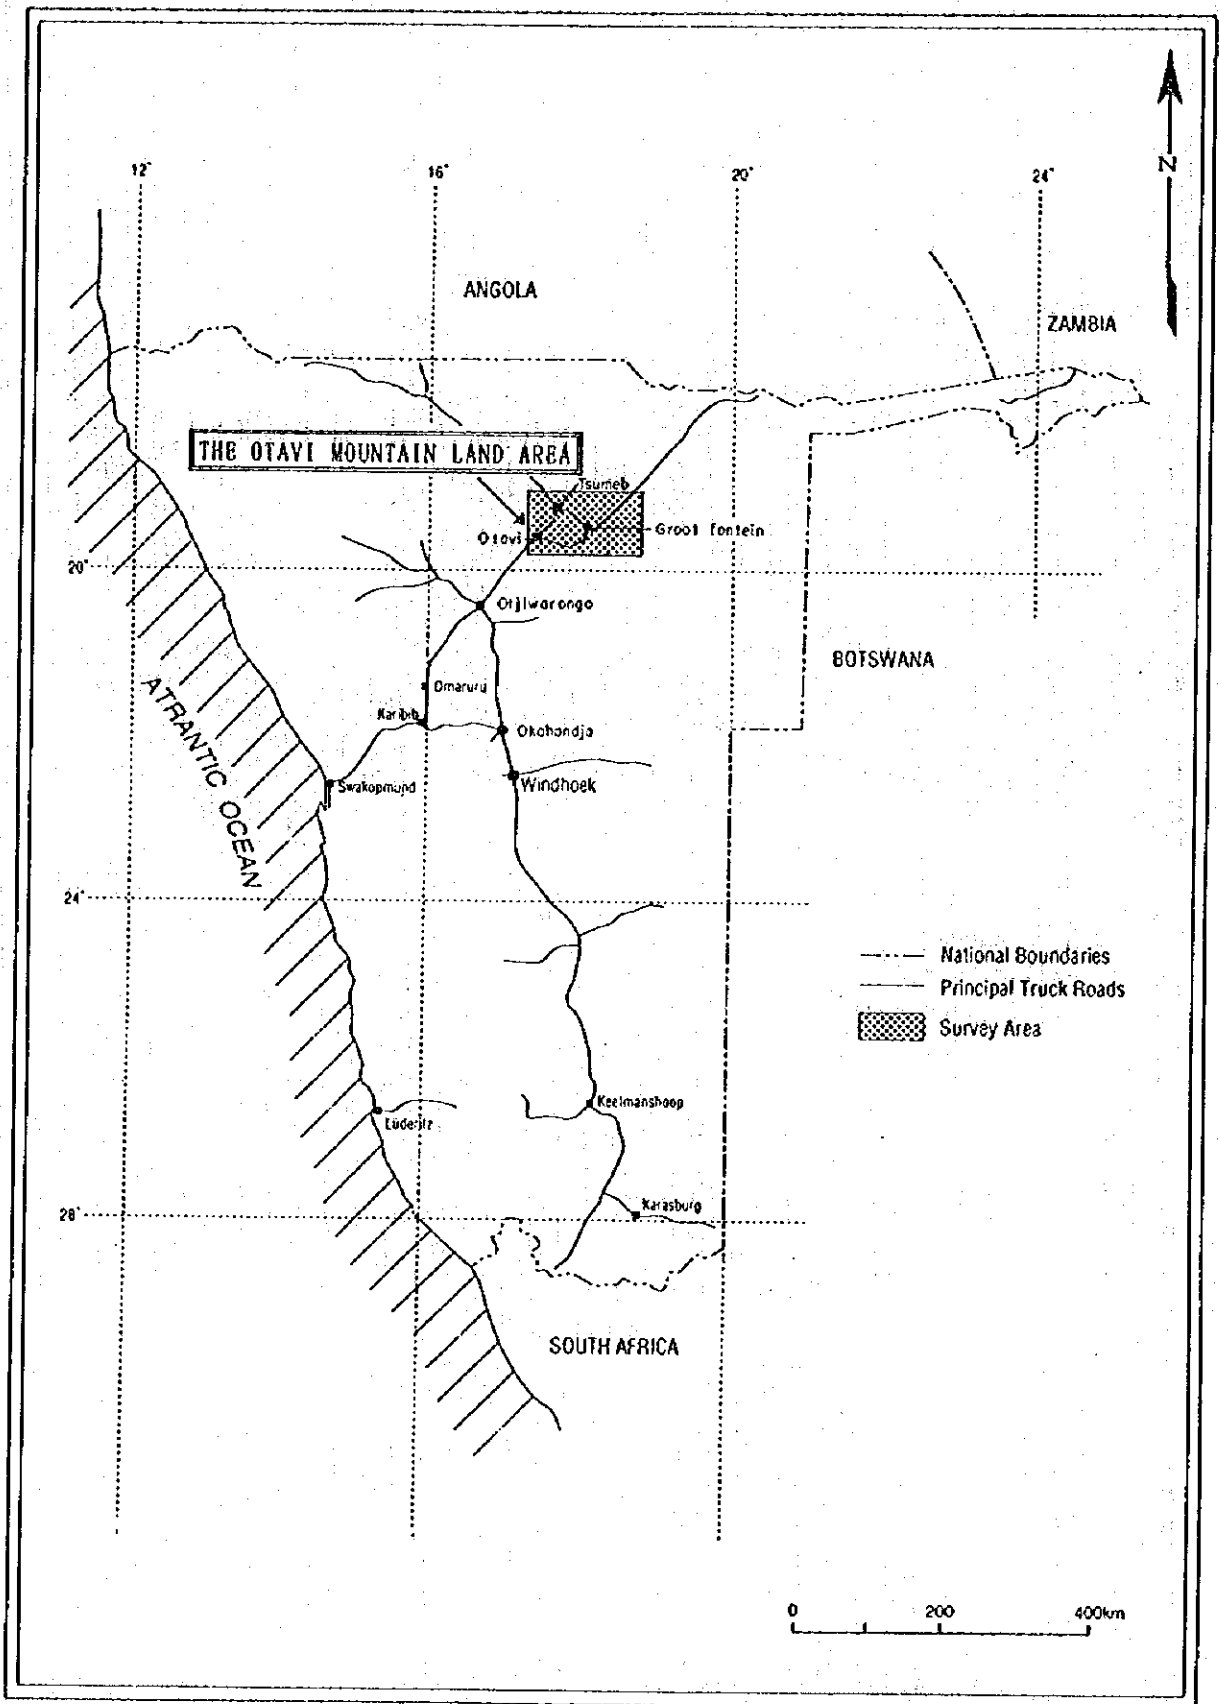 N
12°
16°
20°
24°
ANGOLA
ZAMBIA
THE OTAVI MOUNTAIN LAND AREA
Tsumeb
Groot fontein
Otavi
20°
Otjiwarongo
BOTSWANA
Omaruru
Karibib
Okahandja
ATRANTIC OCEAN
Swakopmund
Windhoek
24°
National Boundaries
Principal Truck Roads
Survey Area
Keelmanshoop
Lüderitz
Karasburg
28°
SOUTH AFRICA
0 200 400km